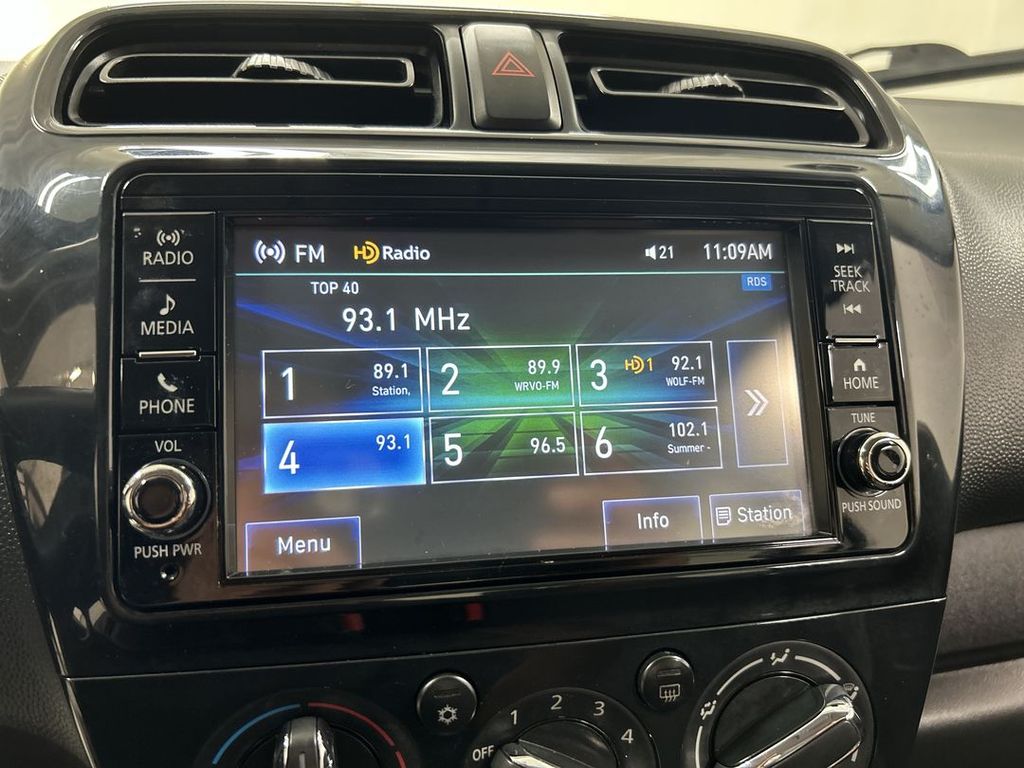 RADIO
MEDIA
PHONE
VOL
PUSH PWR
FM
HD Radio
21
11:09AM
RDS
TOP 40
93.1 MHz
1
89.1
Station,
2
89.9
WRVO-FM
3
HD 1
92.1
WOLF-FM
4
93.1
5
96.5
6
102.1
Summer -
Menu
Info
Station
SEEK
TRACK
HOME
TUNE
PUSH SOUND
OFF
1
2
3
4